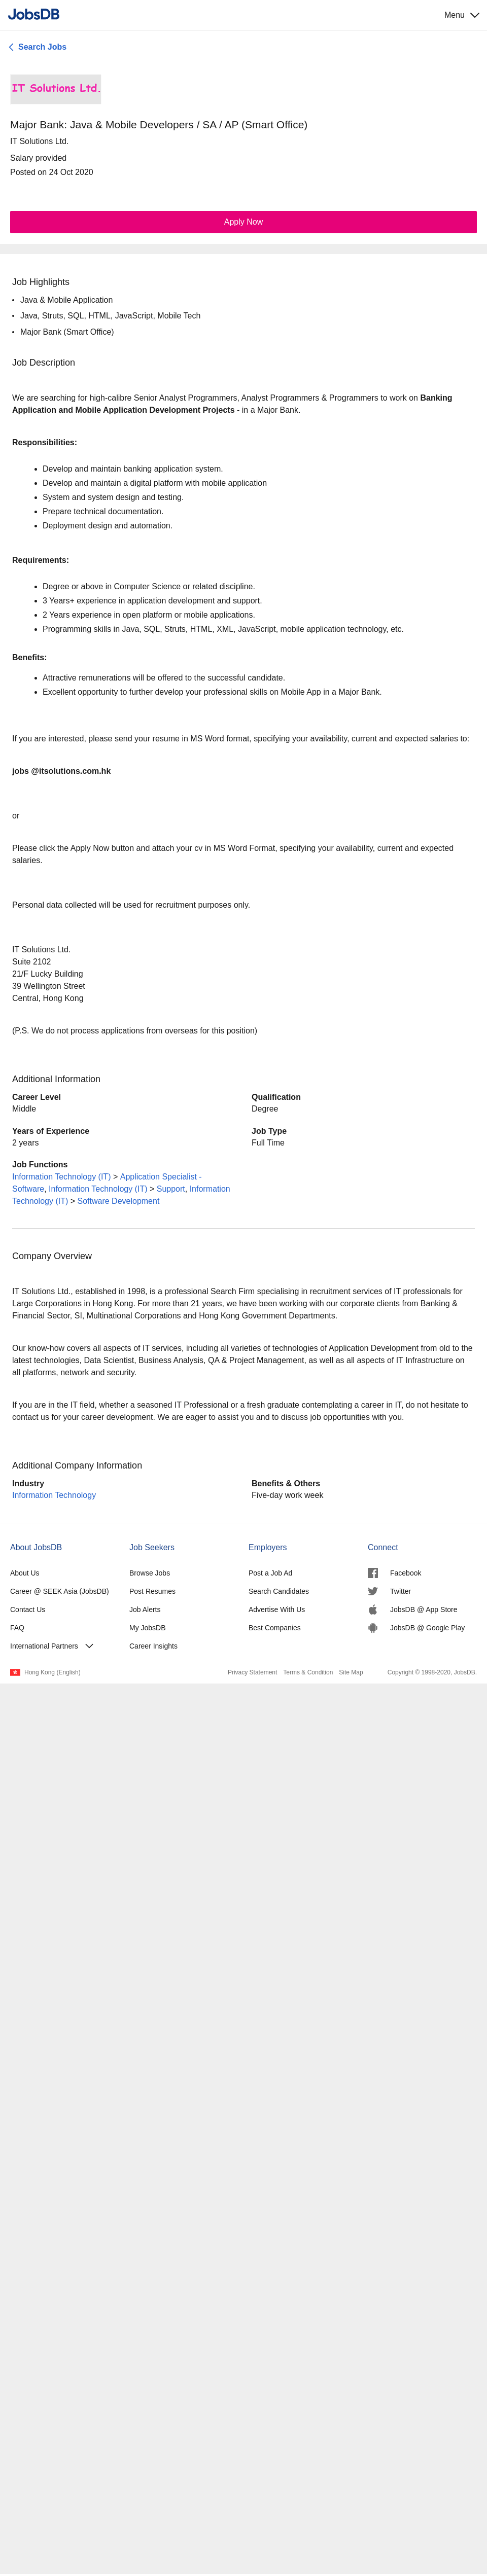 JobsDB
Menu
Search Jobs
IT Solutions Ltd.
Major Bank: Java & Mobile Developers / SA / AP (Smart Office)
IT Solutions Ltd.
Salary provided
Posted on 24 Oct 2020
Apply Now
Job Highlights
• Java & Mobile Application
• Java, Struts, SQL, HTML, JavaScript, Mobile Tech
• Major Bank (Smart Office)
Job Description
We are searching for high-calibre Senior Analyst Programmers, Analyst Programmers & Programmers to work on Banking
Application and Mobile Application Development Projects - in a Major Bank.
Responsibilities:
• Develop and maintain banking application system.
• Develop and maintain a digital platform with mobile application
• System and system design and testing.
• Prepare technical documentation.
• Deployment design and automation.
Requirements:
• Degree or above in Computer Science or related discipline.
• 3 Years+ experience in application development and support.
• 2 Years experience in open platform or mobile applications.
• Programming skills in Java, SQL, Struts, HTML, XML, JavaScript, mobile application technology, etc.
Benefits:
• Attractive remunerations will be offered to the successful candidate.
• Excellent opportunity to further develop your professional skills on Mobile App in a Major Bank.
If you are interested, please send your resume in MS Word format, specifying your availability, current and expected salaries to:
jobs @itsolutions.com.hk
or
Please click the Apply Now button and attach your cv in MS Word Format, specifying your availability, current and expected
salaries.
Personal data collected will be used for recruitment purposes only.
IT Solutions Ltd.
Suite 2102
21/F Lucky Building
39 Wellington Street
Central, Hong Kong
(P.S. We do not process applications from overseas for this position)
Additional Information
Career Level
Middle
Qualification
Degree
Years of Experience
2 years
Job Type
Full Time
Job Functions
Information Technology (IT) > Application Specialist -
Software, Information Technology (IT) > Support, Information
Technology (IT) > Software Development
Company Overview
IT Solutions Ltd., established in 1998, is a professional Search Firm specialising in recruitment services of IT professionals for
Large Corporations in Hong Kong. For more than 21 years, we have been working with our corporate clients from Banking &
Financial Sector, SI, Multinational Corporations and Hong Kong Government Departments.
Our know-how covers all aspects of IT services, including all varieties of technologies of Application Development from old to the
latest technologies, Data Scientist, Business Analysis, QA & Project Management, as well as all aspects of IT Infrastructure on
all platforms, network and security.
If you are in the IT field, whether a seasoned IT Professional or a fresh graduate contemplating a career in IT, do not hesitate to
contact us for your career development. We are eager to assist you and to discuss job opportunities with you.
Additional Company Information
Industry
Information Technology
Benefits & Others
Five-day work week
About JobsDB
About Us
Career @ SEEK Asia (JobsDB)
Contact Us
FAQ
International Partners
Job Seekers
Browse Jobs
Post Resumes
Job Alerts
My JobsDB
Career Insights
Employers
Post a Job Ad
Search Candidates
Advertise With Us
Best Companies
Connect
Facebook
Twitter
JobsDB @ App Store
JobsDB @ Google Play
Hong Kong (English)
Privacy Statement Terms & Condition Site Map Copyright © 1998-2020, JobsDB.